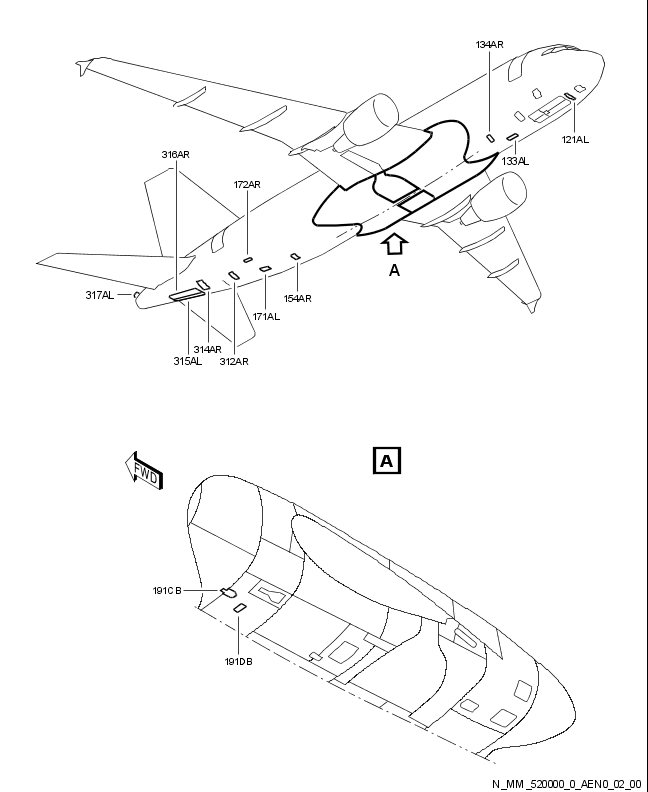 134AR
121AL
133AL
316AR
172AR
A
317AL
154AR
171AL
314AR
315AL
312AR
A
FWD
191CB
191DB
N_MM_520000_0_AEN0_02_00